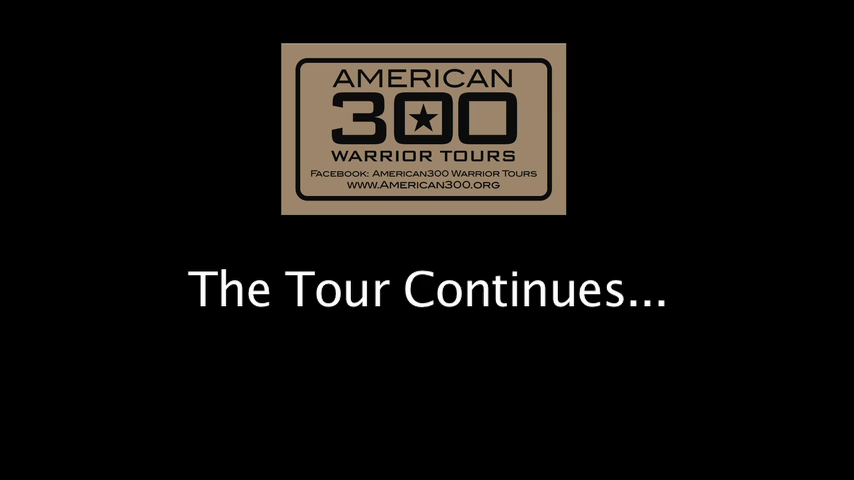 AMERICAN
300
WARRIOR TOURS
FACEBOOK: AMERICAN300 WARRIOR TOURS
WWW.AMERICAN300.ORG
The Tour Continues...